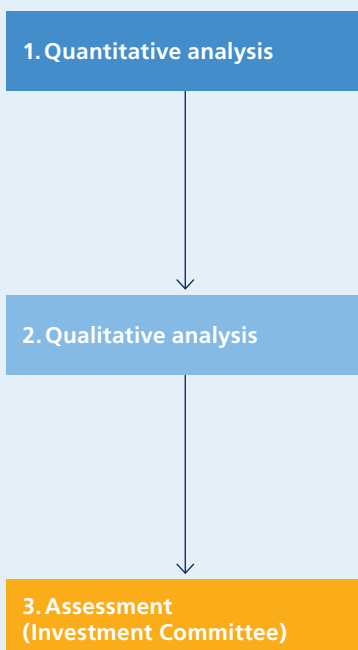 1. Quantitative analysis
2. Qualitative analysis
3. Assessment
(Investment Committee)